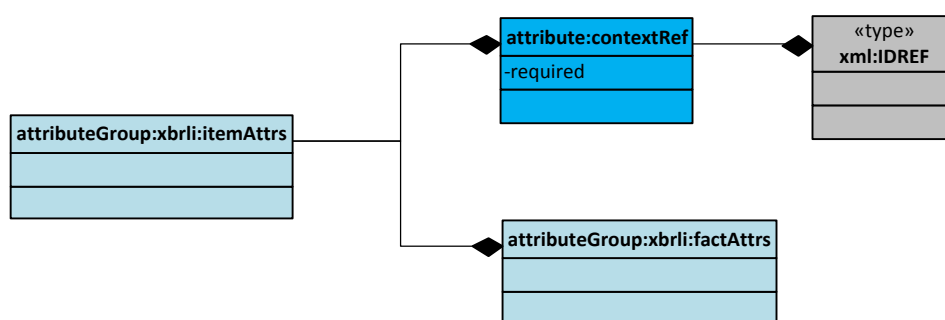 attribute:contextRef
-required
«type»
xml:IDREF
attributeGroup:xbrli:itemAttrs
attributeGroup:xbrli:factAttrs